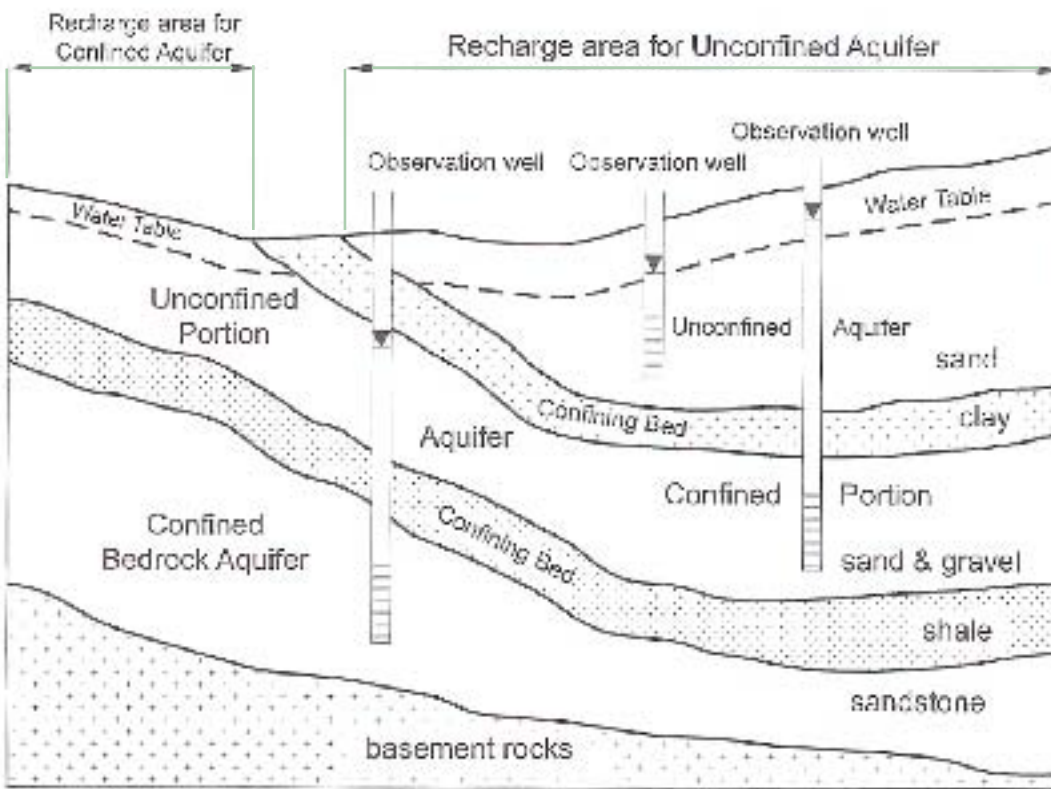 Recharge area for
Confined Aquifer
Recharge area for Unconfined Aquifer
Observation well
Observation well
Observation well
Water Table
Water Table
Unconfined
Portion
Unconfined Aquifer
sand
Confining Bed
clay
Aquifer
Confined Portion
Confined
Bedrock Aquifer
Confining Bed
sand & gravel
shale
sandstone
basement rocks